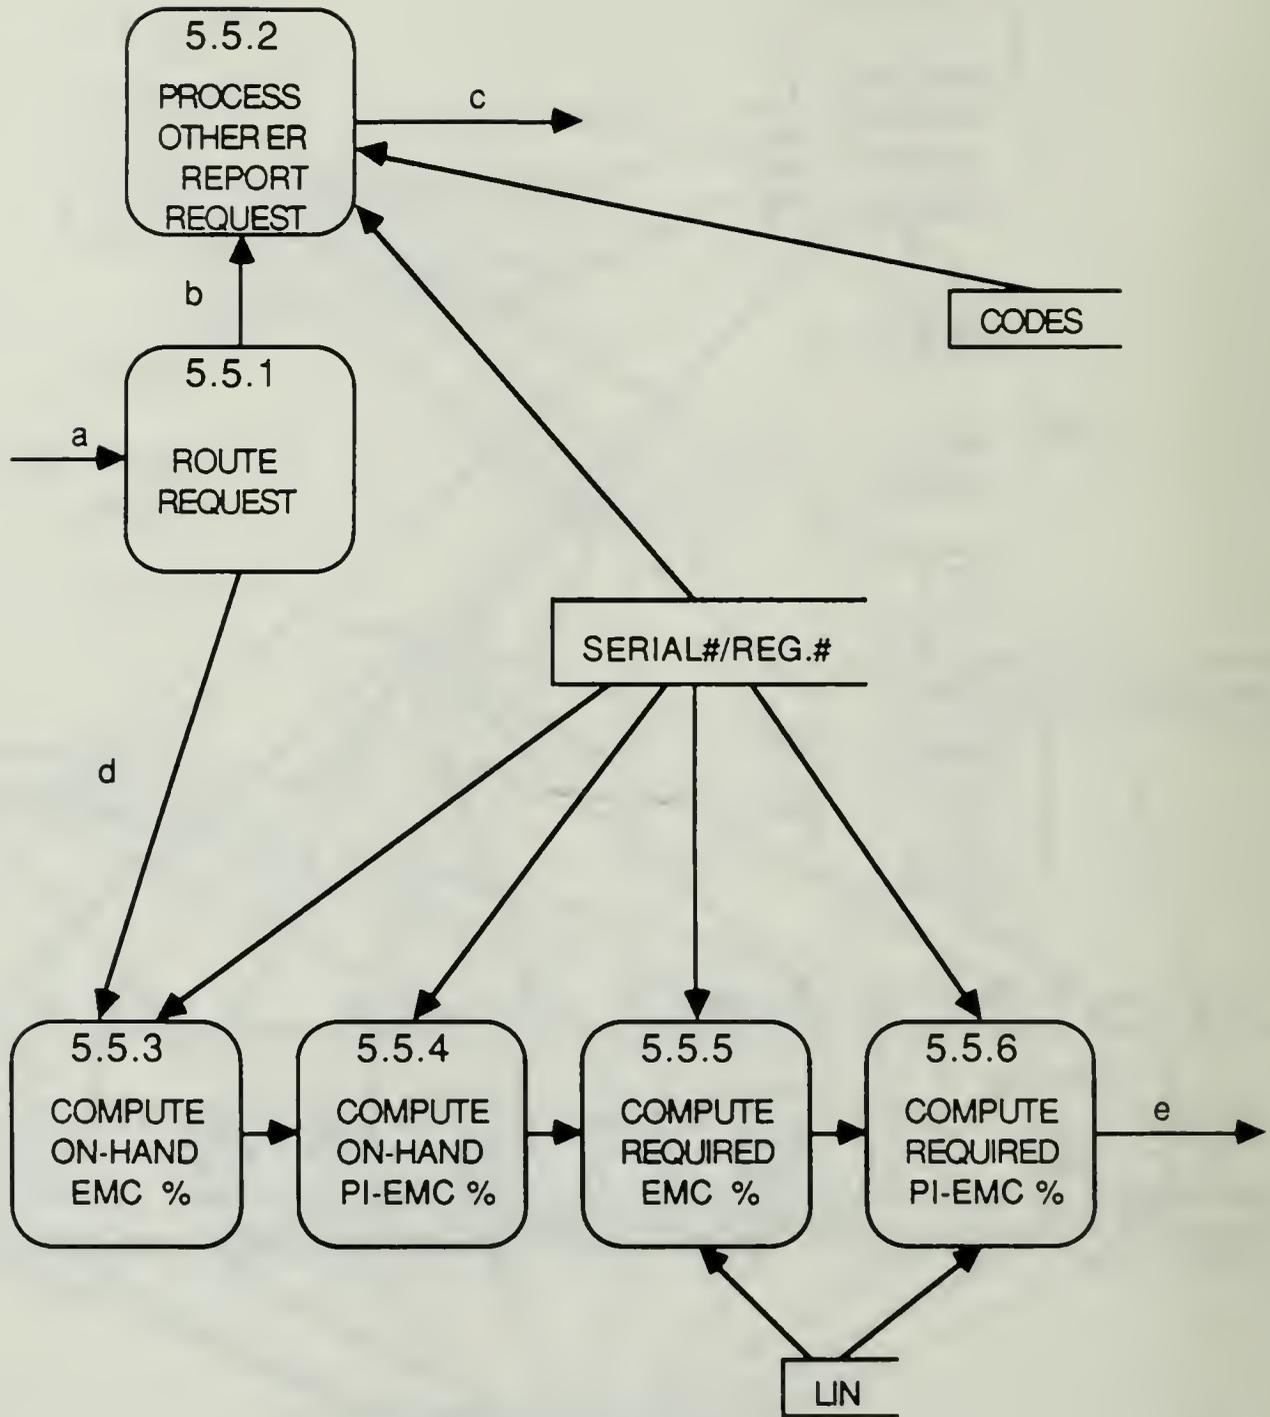 5.5.2
PROCESS
OTHER ER
REPORT
REQUEST
c
b
CODES
5.5.1
a
ROUTE
REQUEST
SERIAL#/REG.#
d
5.5.3
COMPUTE
ON-HAND
EMC %
5.5.4
COMPUTE
ON-HAND
PI-EMC %
5.5.5
COMPUTE
REQUIRED
EMC %
5.5.6
COMPUTE
REQUIRED
PI-EMC %
e
LIN